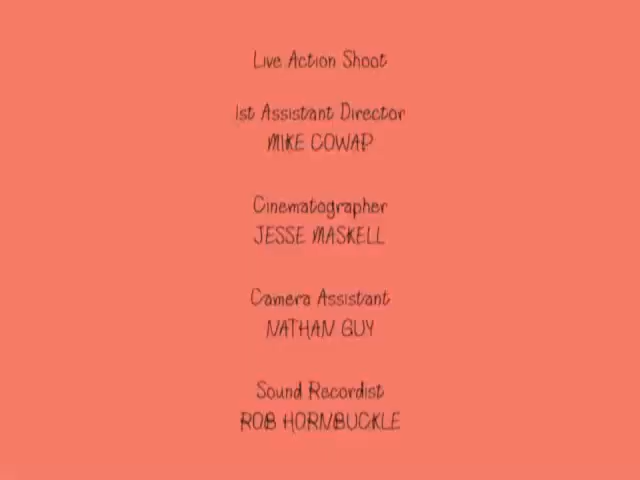 Live Action Shoot
1st Assistant Director
MIKE COWAP
Cinematographer
JESSE MASKELL
Camera Assistant
NATHAN GUY
Sound Recordist
ROB HORNBUCKLE